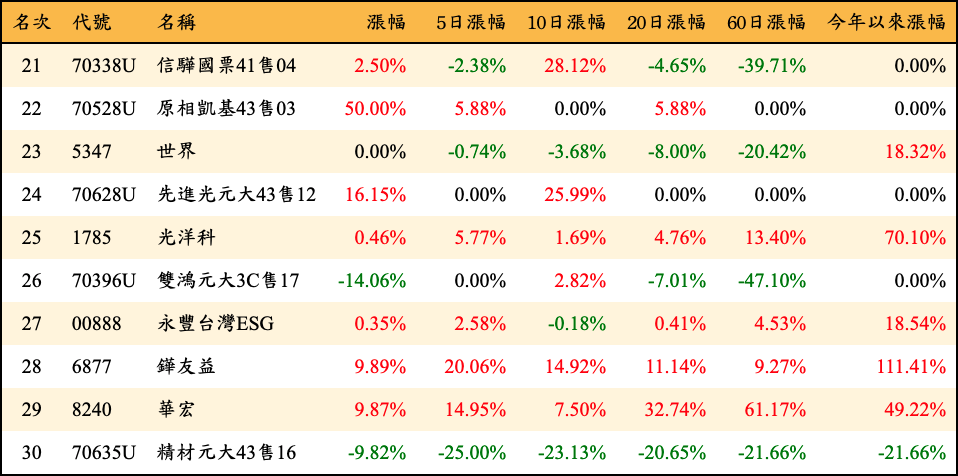 名次 代號 名稱 漲幅 5日漲幅 10日漲幅 20日漲幅 60日漲幅 今年以來漲幅
21 70338U 信驊國票41售04 2.50% -2.38% 28.12% -4.65% -39.71% 0.00%
22 70528U 原相凱基43售03 50.00% 5.88% 0.00% 5.88% 0.00% 0.00%
23 5347 世界 0.00% -0.74% -3.68% -8.00% -20.42% 18.32%
24 70628U 先進光元大43售12 16.15% 0.00% 25.99% 0.00% 0.00% 0.00%
25 1785 光洋科 0.46% 5.77% 1.69% 4.76% 13.40% 70.10%
26 70396U 雙鴻元大3C售17 -14.06% 0.00% 2.82% -7.01% -47.10% 0.00%
27 00888 永豐台灣ESG 0.35% 2.58% -0.18% 0.41% 4.53% 18.54%
28 6877 鏵友益 9.89% 20.06% 14.92% 11.14% 9.27% 111.41%
29 8240 華宏 9.87% 14.95% 7.50% 32.74% 61.17% 49.22%
30 70635U 精材元大43售16 -9.82% -25.00% -23.13% -20.65% -21.66% -21.66%